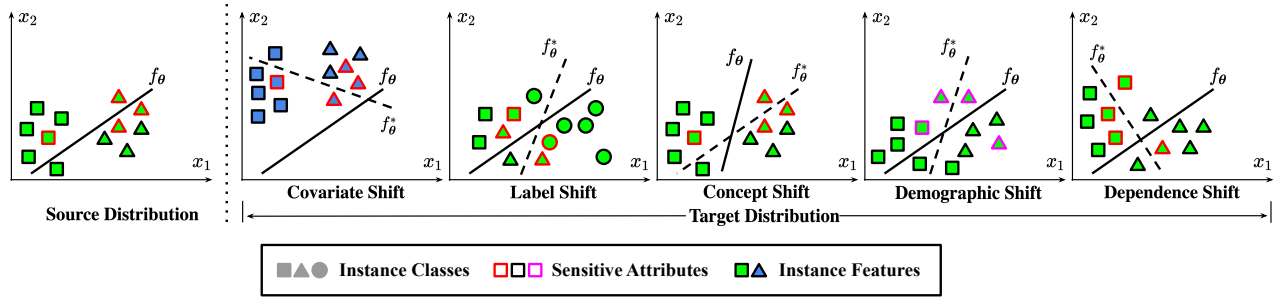 x₂ x₂ x₂ x₂ x₂ x₂
f*θ fθ f*θ f*θ
fθ fθ fθ f*θ fθ fθ
f*θ
x₁ x₁ x₁ x₁ x₁ x₁
Covariate Shift Label Shift Concept Shift Demographic Shift Dependence Shift
Source Distribution Target Distribution
Instance Classes Sensitive Attributes Instance Features